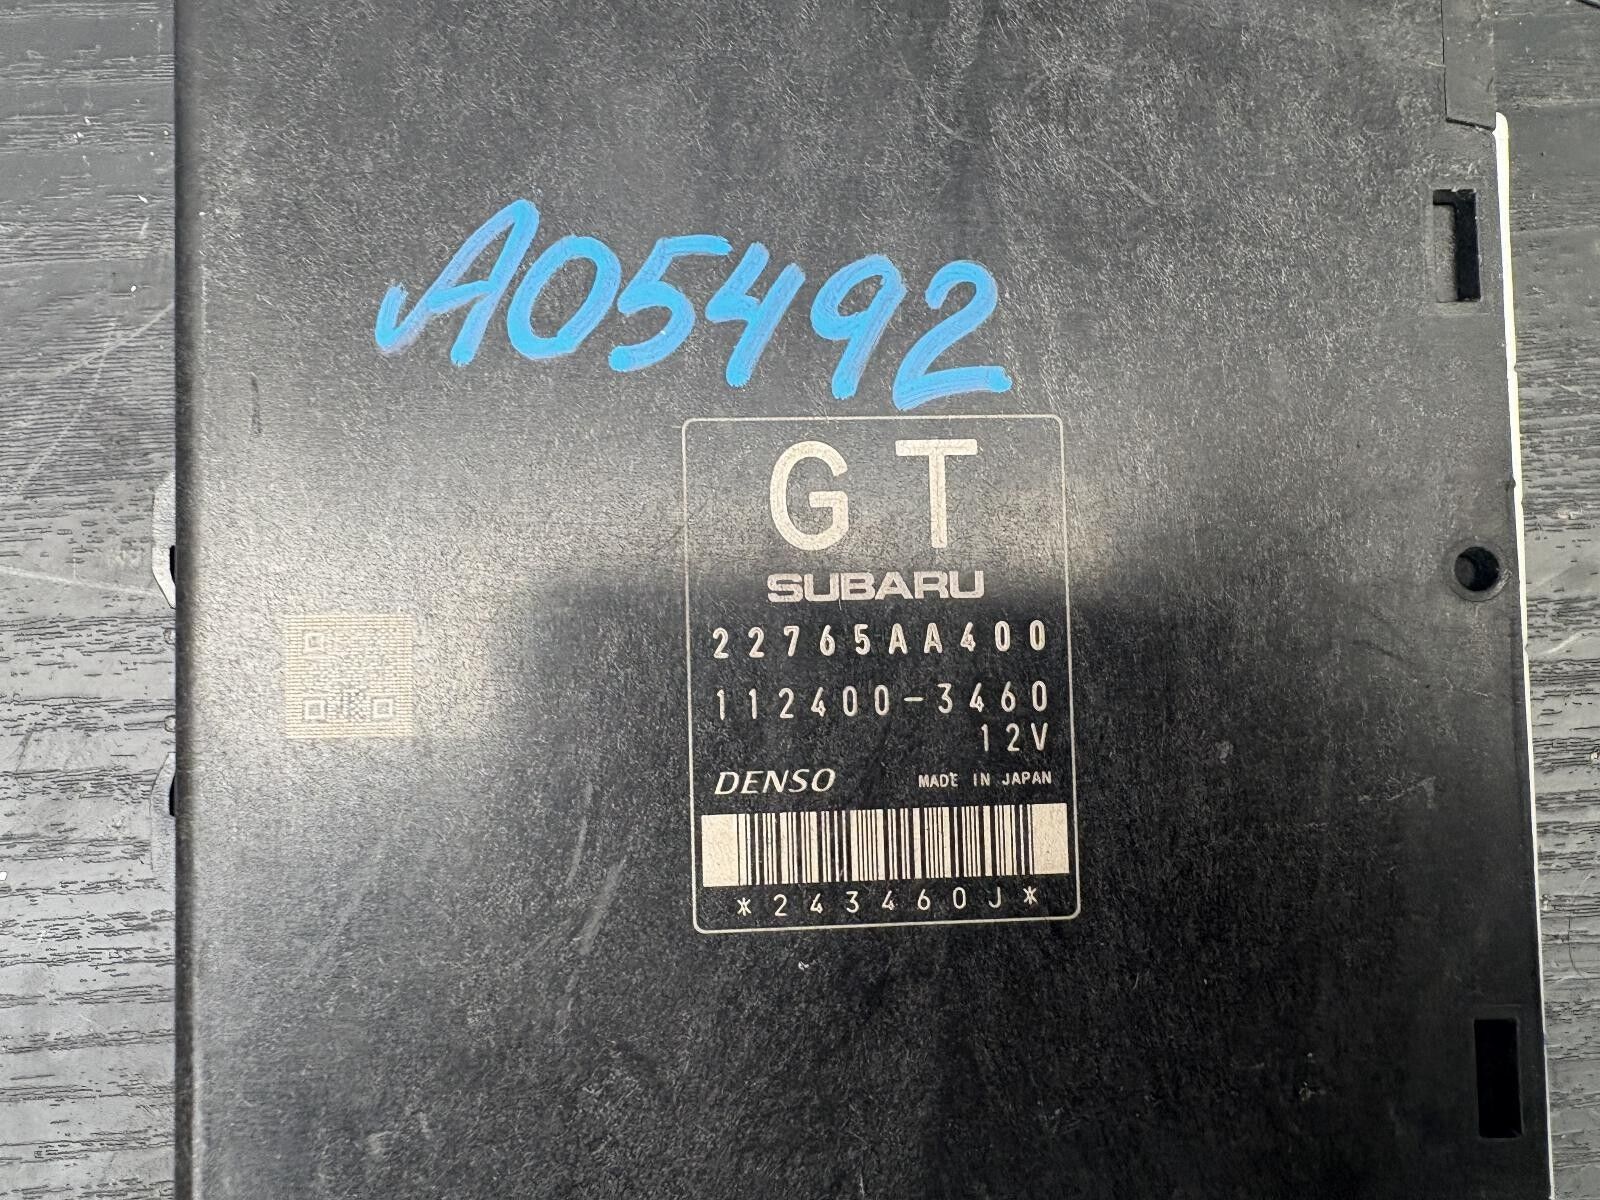 A05492
GT
SUBARU
22765AA400
112400-3460
12V
DENSO MADE IN JAPAN
*243460J*